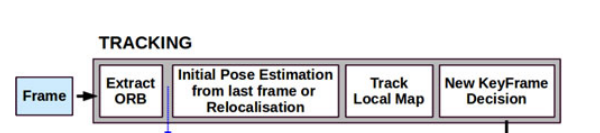 TRACKING
Frame
Extract
ORB
Initial Pose Estimation
from last frame or
Relocalisation
Track
Local Map
New KeyFrame
Decision